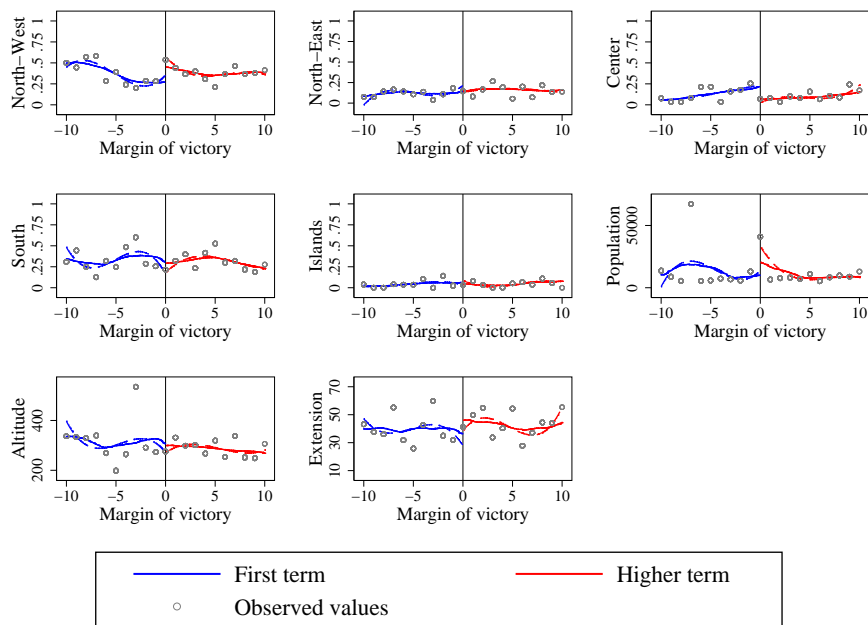 North−West
0 .25 .5 .75 1
−10 −5 0 5 10
Margin of victory
North−East
0 .25 .5 .75 1
−10 −5 0 5 10
Margin of victory
Center
0 .25 .5 .75 1
−10 −5 0 5 10
Margin of victory
South
0 .25 .5 .75 1
−10 −5 0 5 10
Margin of victory
Islands
0 .25 .5 .75 1
−10 −5 0 5 10
Margin of victory
Population
0 50000
−10 −5 0 5 10
Margin of victory
Altitude
200 400
−10 −5 0 5 10
Margin of victory
Extension
10 30 50 70
−10 −5 0 5 10
Margin of victory
First term Higher term
Observed values